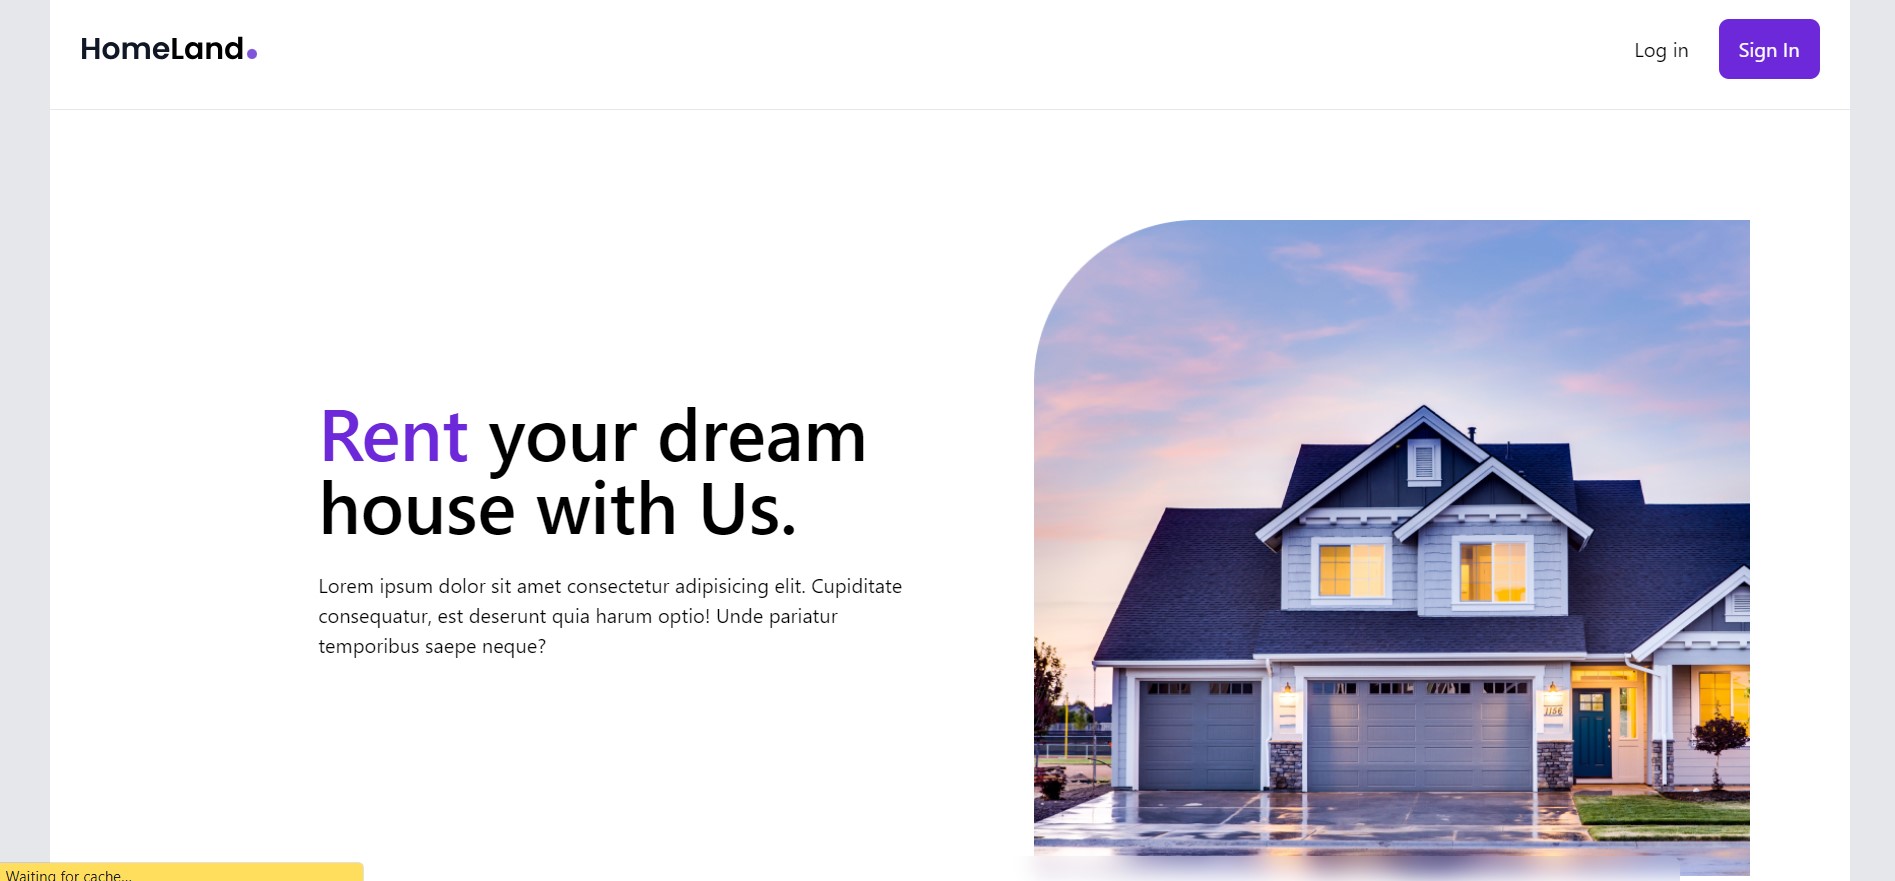 HomeLand.
Log in
Sign In
Rent your dream
house with Us.
Lorem ipsum dolor sit amet consectetur adipisicing elit. Cupiditate
consequatur, est deserunt quia harum optio! Unde pariatur
temporibus saepe neque?
1156
Waiting for cache...